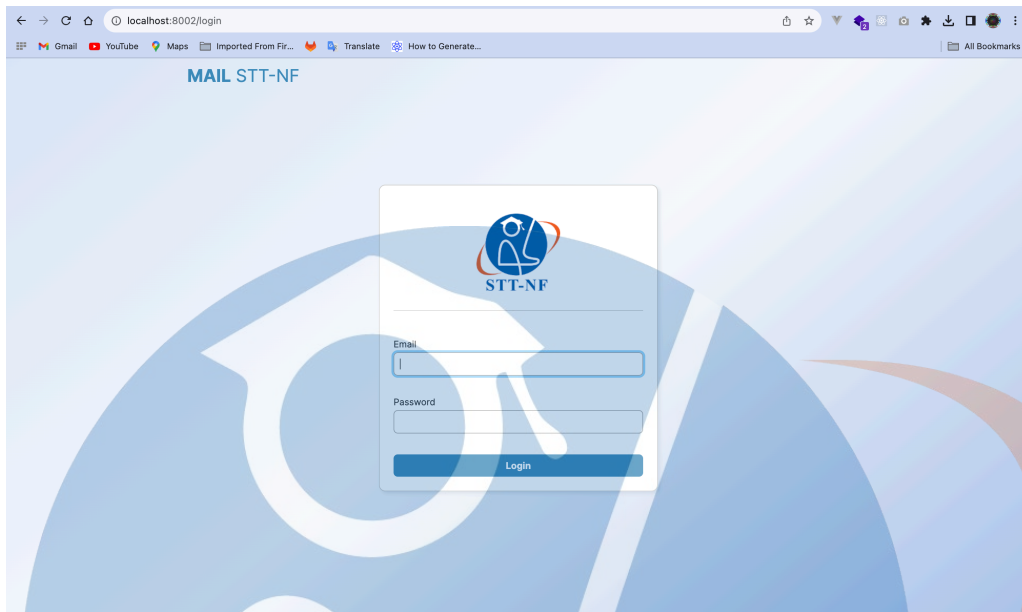 localhost:8002/login
Gmail YouTube Maps Imported From Fir... Translate How to Generate... All Bookmarks
MAIL STT-NF
STT-NF
Email
Password
Login
2